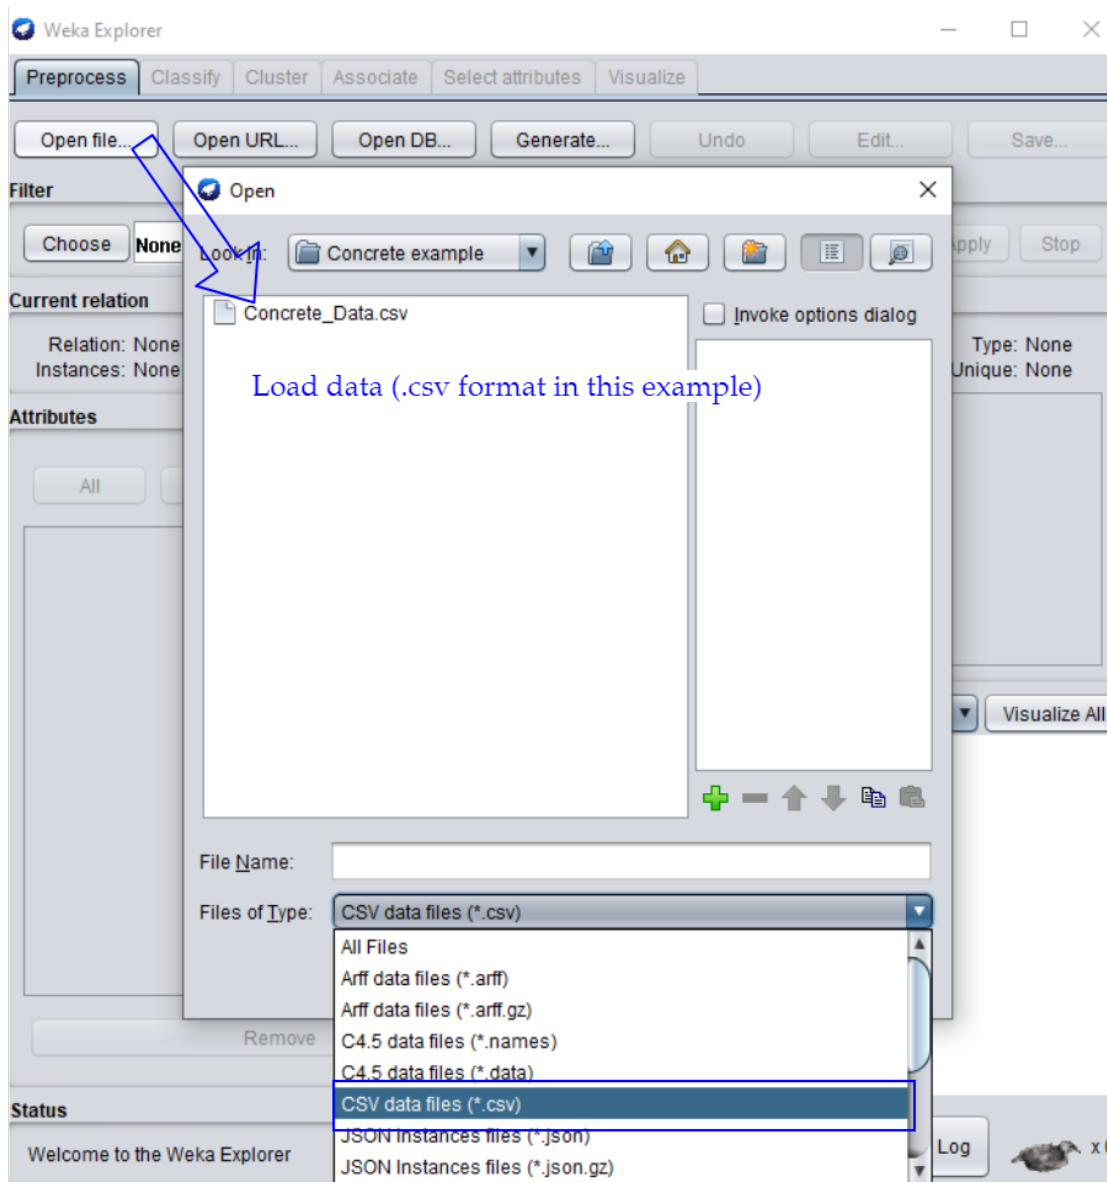 Weka Explorer
Preprocess Classify Cluster Associate Select attributes Visualize
Open file... Open URL... Open DB... Generate... Undo Edit... Save...
Filter
Open
Choose None
Look In: Concrete example
Apply Stop
Current relation
Concrete_Data.csv
Invoke options dialog
Relation: None
Type: None
Instances: None
Unique: None
Load data (.csv format in this example)
Attributes
All
Visualize All
File Name:
Files of Type: CSV data files (*.csv)
All Files
Arff data files (*.arff)
Arff data files (*.arff.gz)
Remove
C4.5 data files (*.names)
C4.5 data files (*.data)
CSV data files (*.csv)
Status
JSON Instances files (*.json)
Log
Welcome to the Weka Explorer
JSON Instances files (*.json.gz)